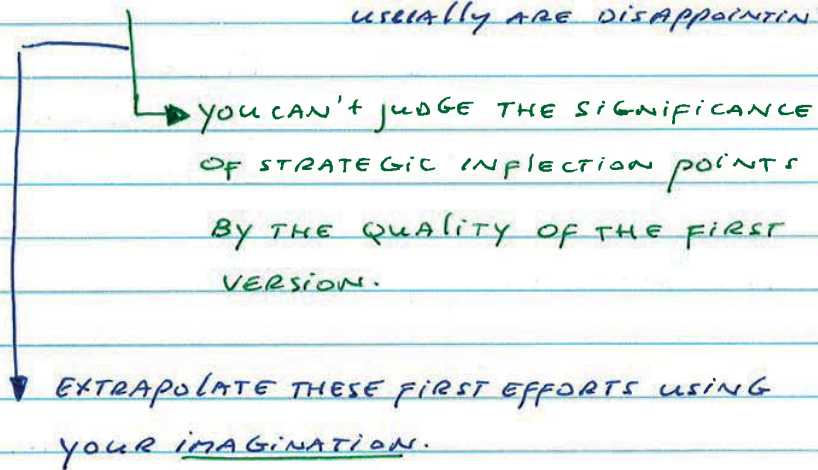 USUALLY ARE DISAPPOINTIN
YOU CAN't JUDGE THE SIGNIFICANCE
OF STRATEGIC INFLECTION POINTS
BY THE QUALITY OF THE FIRST
VERSION.
EXTRAPOLATE THESE FIRST EFFORTS USING
YOUR IMAGINATION.